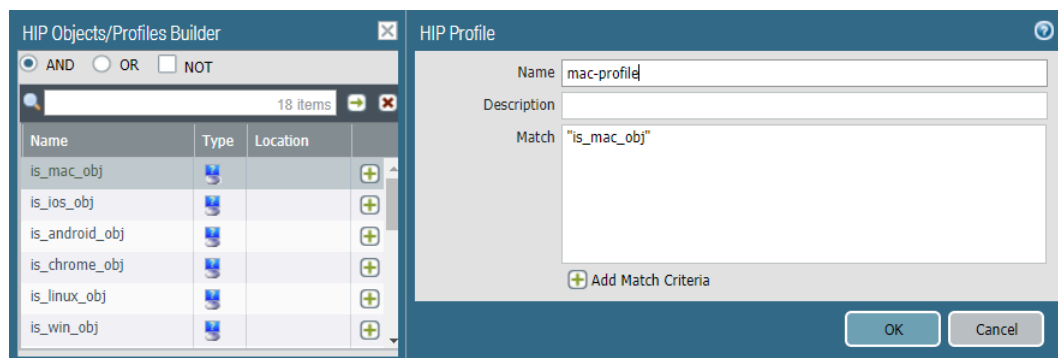 HIP Objects/Profiles Builder
AND OR NOT
18 items
Name Type Location
is_mac_obj
is_ios_obj
is_android_obj
is_chrome_obj
is_linux_obj
is_win_obj
HIP Profile
Name mac-profile
Description
Match "is_mac_obj"
Add Match Criteria
OK Cancel